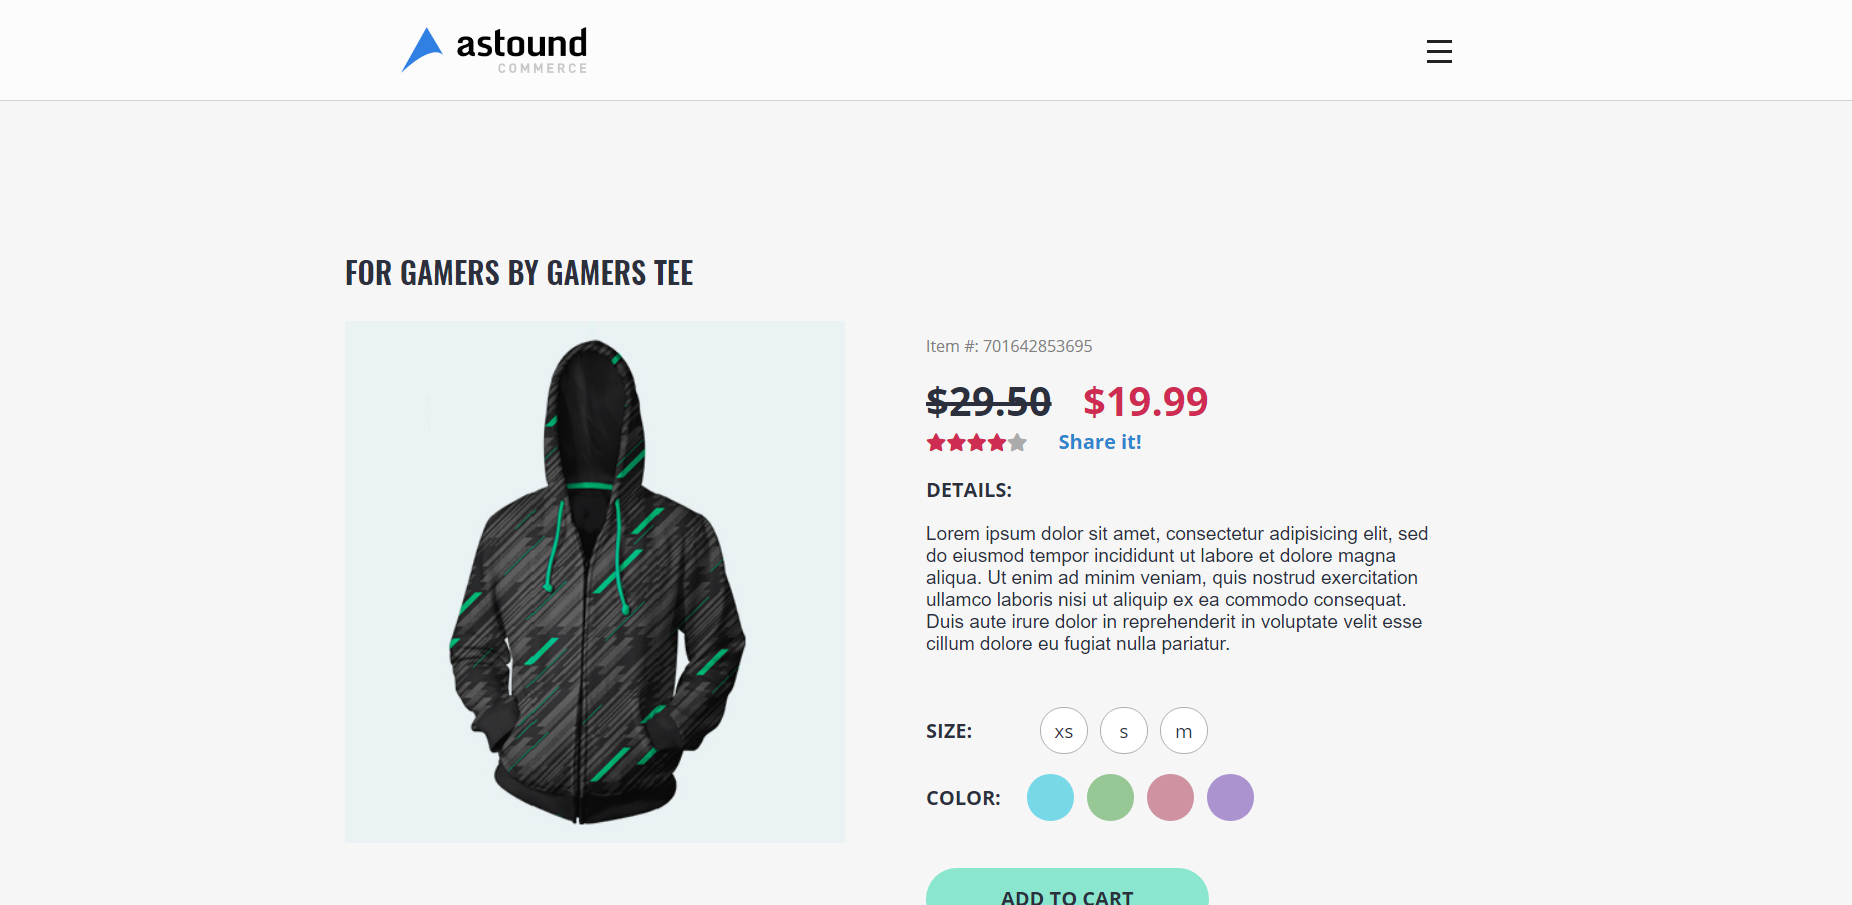 astound
COMMERCE
FOR GAMERS BY GAMERS TEE
Item #: 701642853695
$29.50 $19.99
Share it!
DETAILS:
Lorem ipsum dolor sit amet, consectetur adipisicing elit, sed
do eiusmod tempor incididunt ut labore et dolore magna
aliqua. Ut enim ad minim veniam, quis nostrud exercitation
ullamco laboris nisi ut aliquip ex ea commodo consequat.
Duis aute irure dolor in reprehenderit in voluptate velit esse
cillum dolore eu fugiat nulla pariatur.
SIZE: xs s m
COLOR:
ADD TO CART